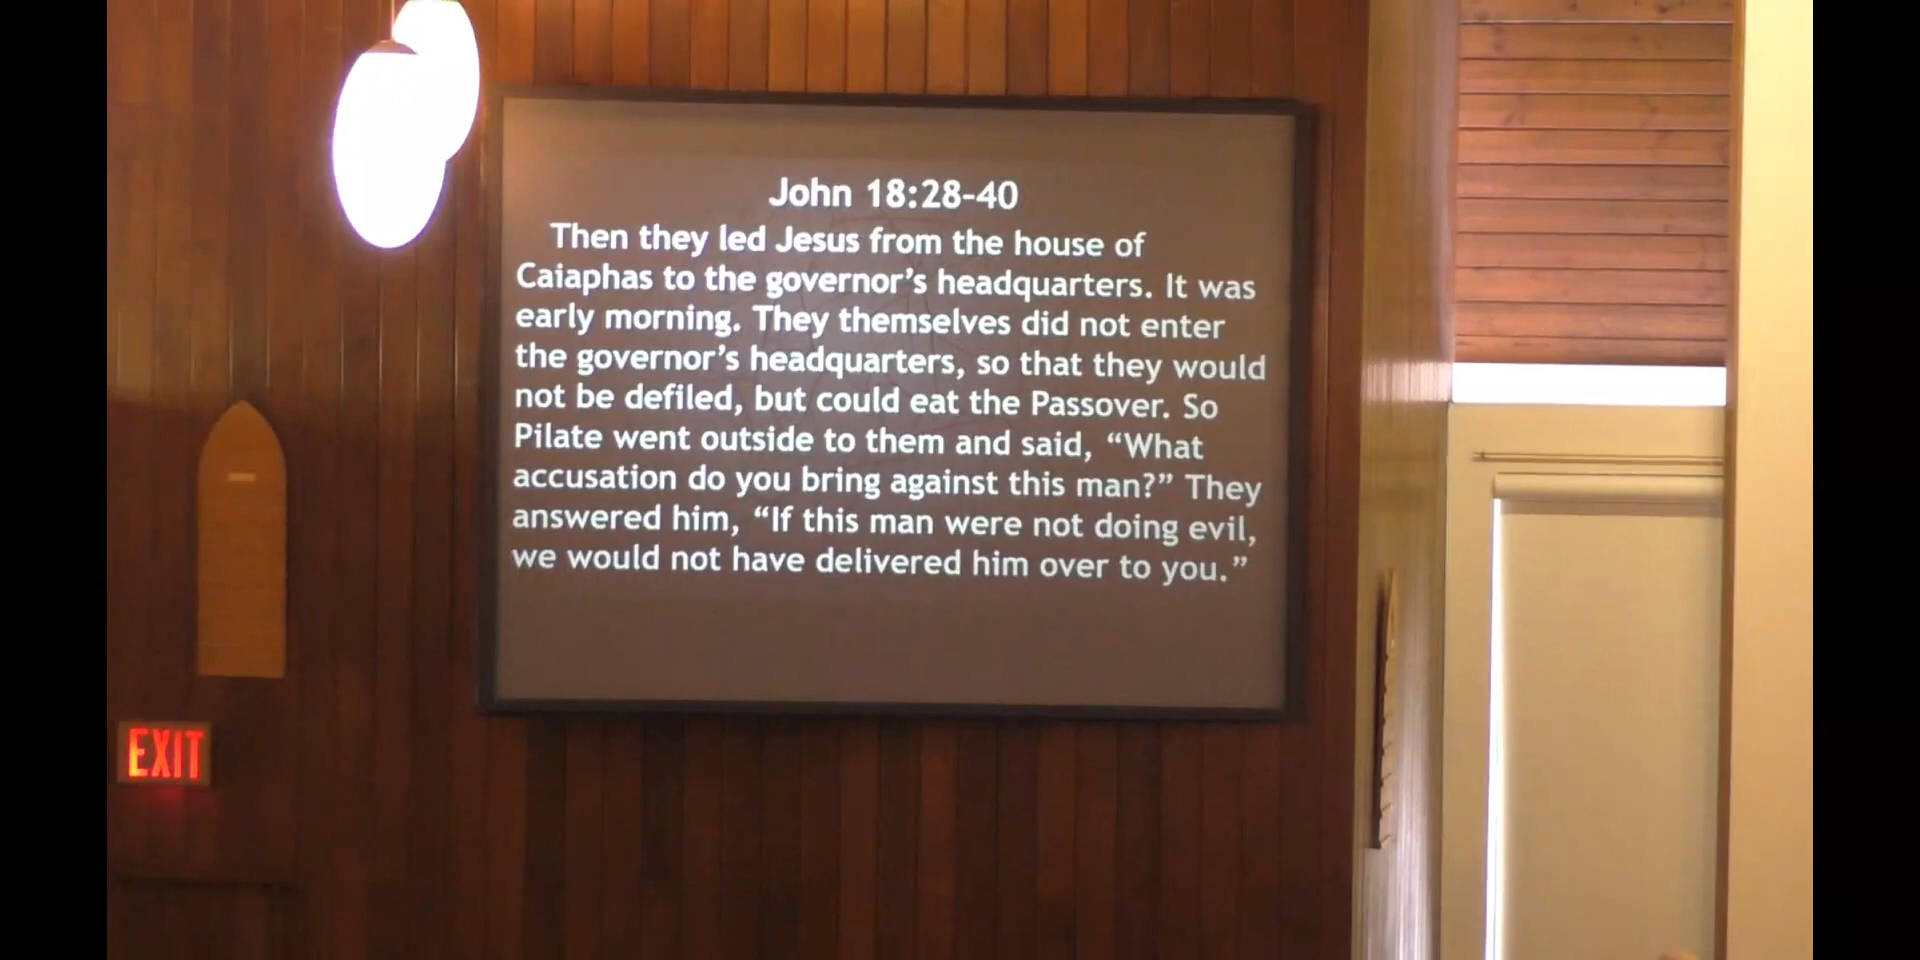 John 18:28-40
Then they led Jesus from the house of
Caiaphas to the governor’s headquarters. It was
early morning. They themselves did not enter
the governor’s headquarters, so that they would
not be defiled, but could eat the Passover. So
Pilate went outside to them and said, “What
accusation do you bring against this man?” They
answered him, “If this man were not doing evil,
we would not have delivered him over to you.”
EXIT